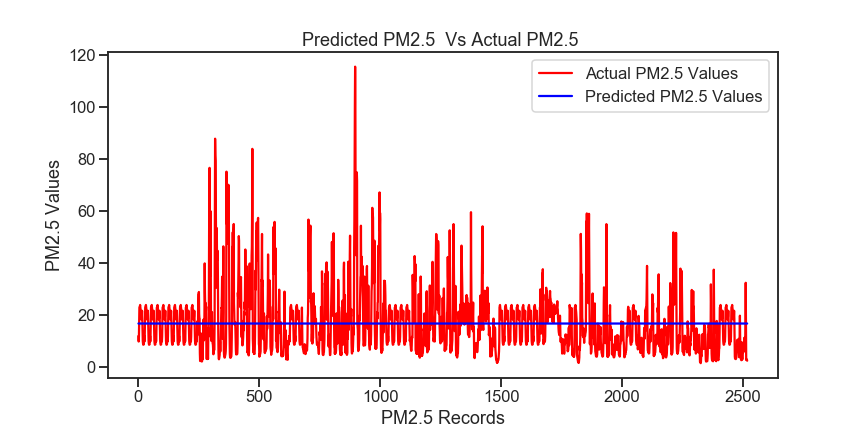 Predicted PM2.5  Vs Actual PM2.5
Actual PM2.5 Values
Predicted PM2.5 Values
PM2.5 Values
120
100
80
60
40
20
0
0 500 1000 1500 2000 2500
PM2.5 Records